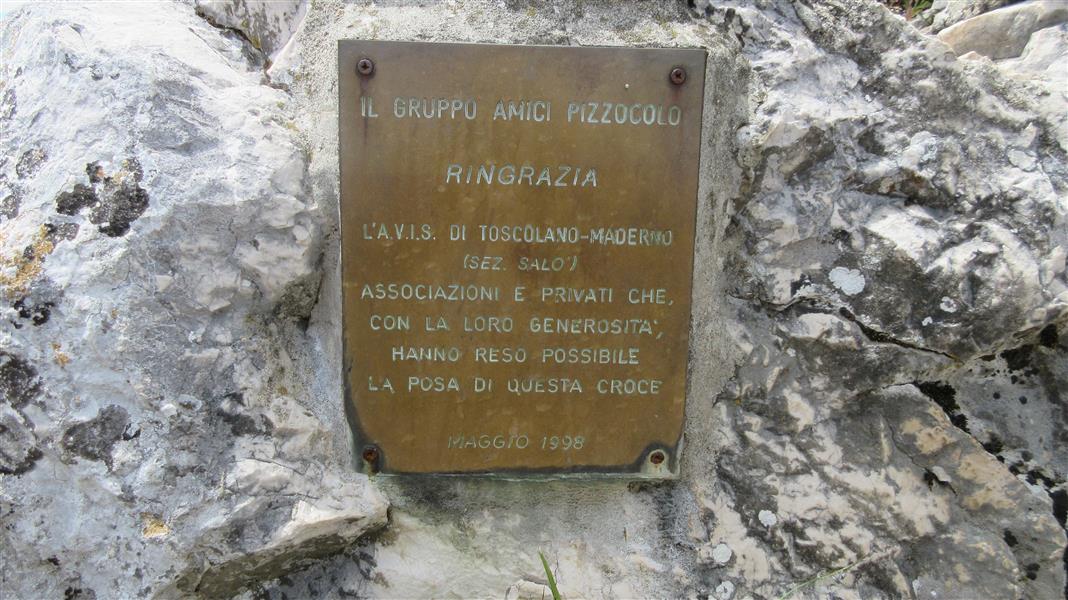 IL GRUPPO AMICI PIZZOCOLO
RINGRAZIA
L'A.V.I.S. DI TOSCOLANO-MADERNO
(SEZ. SALO')
ASSOCIAZIONI E PRIVATI CHE,
CON LA LORO GENEROSITA',
HANNO RESO POSSIBILE
LA POSA DI QUESTA CROCE
MAGGIO 1998